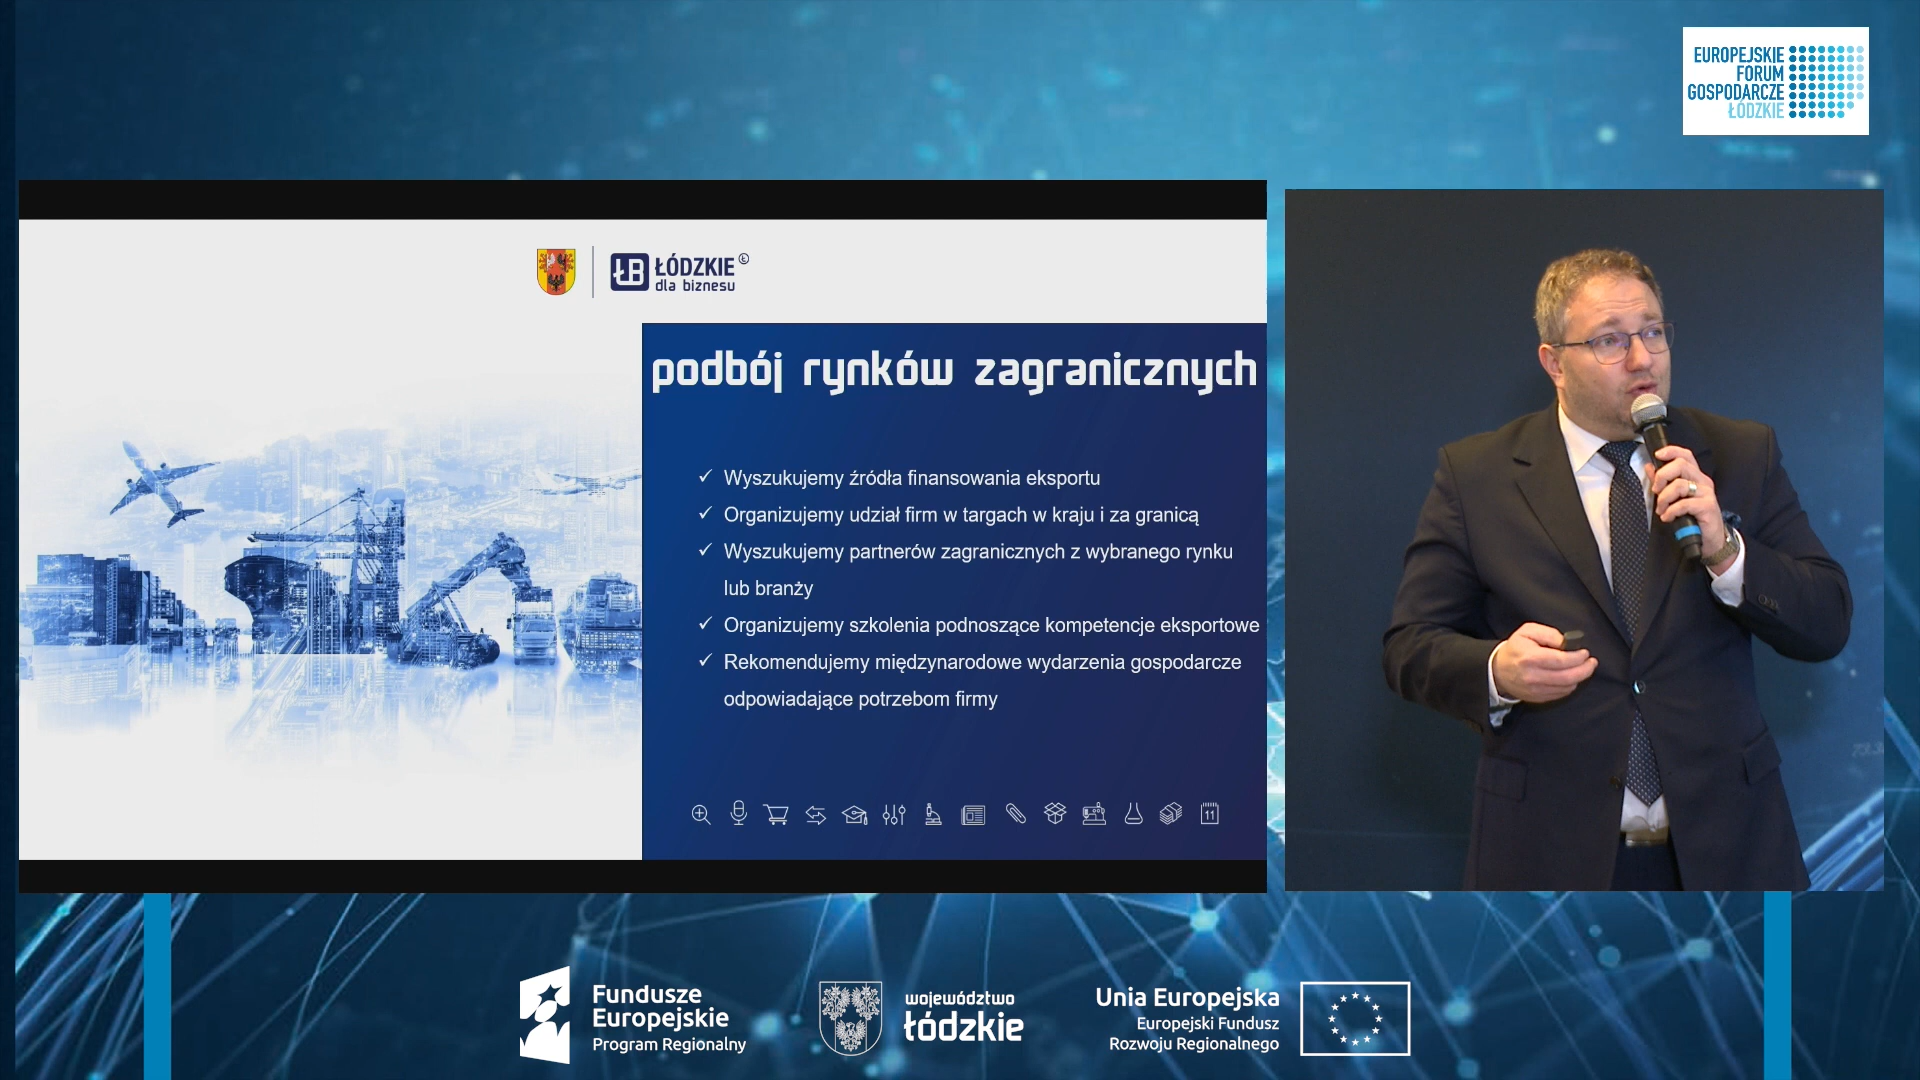 EUROPEJSKIE
FORUM
GOSPODARCZE
ŁÓDZKIE
ŁB ŁÓDZKIE
dla biznesu
podbój rynków zagranicznych
✓ Wyszukujemy źródła finansowania eksportu
✓ Organizujemy udział firm w targach w kraju i za granicą
✓ Wyszukujemy partnerów zagranicznych z wybranego rynku
lub branży
✓ Organizujemy szkolenia podnoszące kompetencje eksportowe
✓ Rekomendujemy międzynarodowe wydarzenia gospodarcze
odpowiadające potrzebom firmy
11
Fundusze
Europejskie
Program Regionalny
województwo
łódzkie
Unia Europejska
Europejski Fundusz
Rozwoju Regionalnego